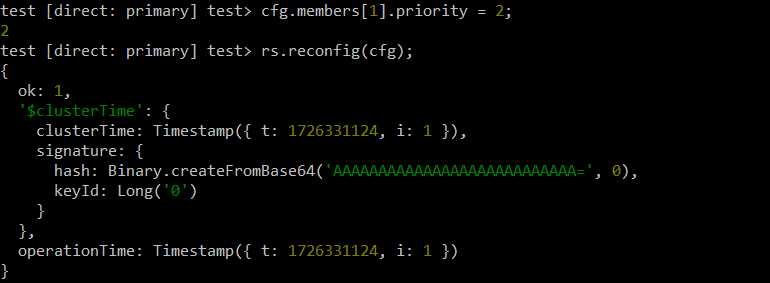 test [direct: primary] test> cfg.members[1].priority = 2;
2
test [direct: primary] test> rs.reconfig(cfg);
{
  ok: 1,
  '$clusterTime': {
    clusterTime: Timestamp({ t: 1726331124, i: 1 }),
    signature: {
      hash: Binary.createFromBase64('AAAAAAAAAAAAAAAAAAAAAAAAAAA=', 0),
      keyId: Long('0')
    }
  },
  operationTime: Timestamp({ t: 1726331124, i: 1 })
}